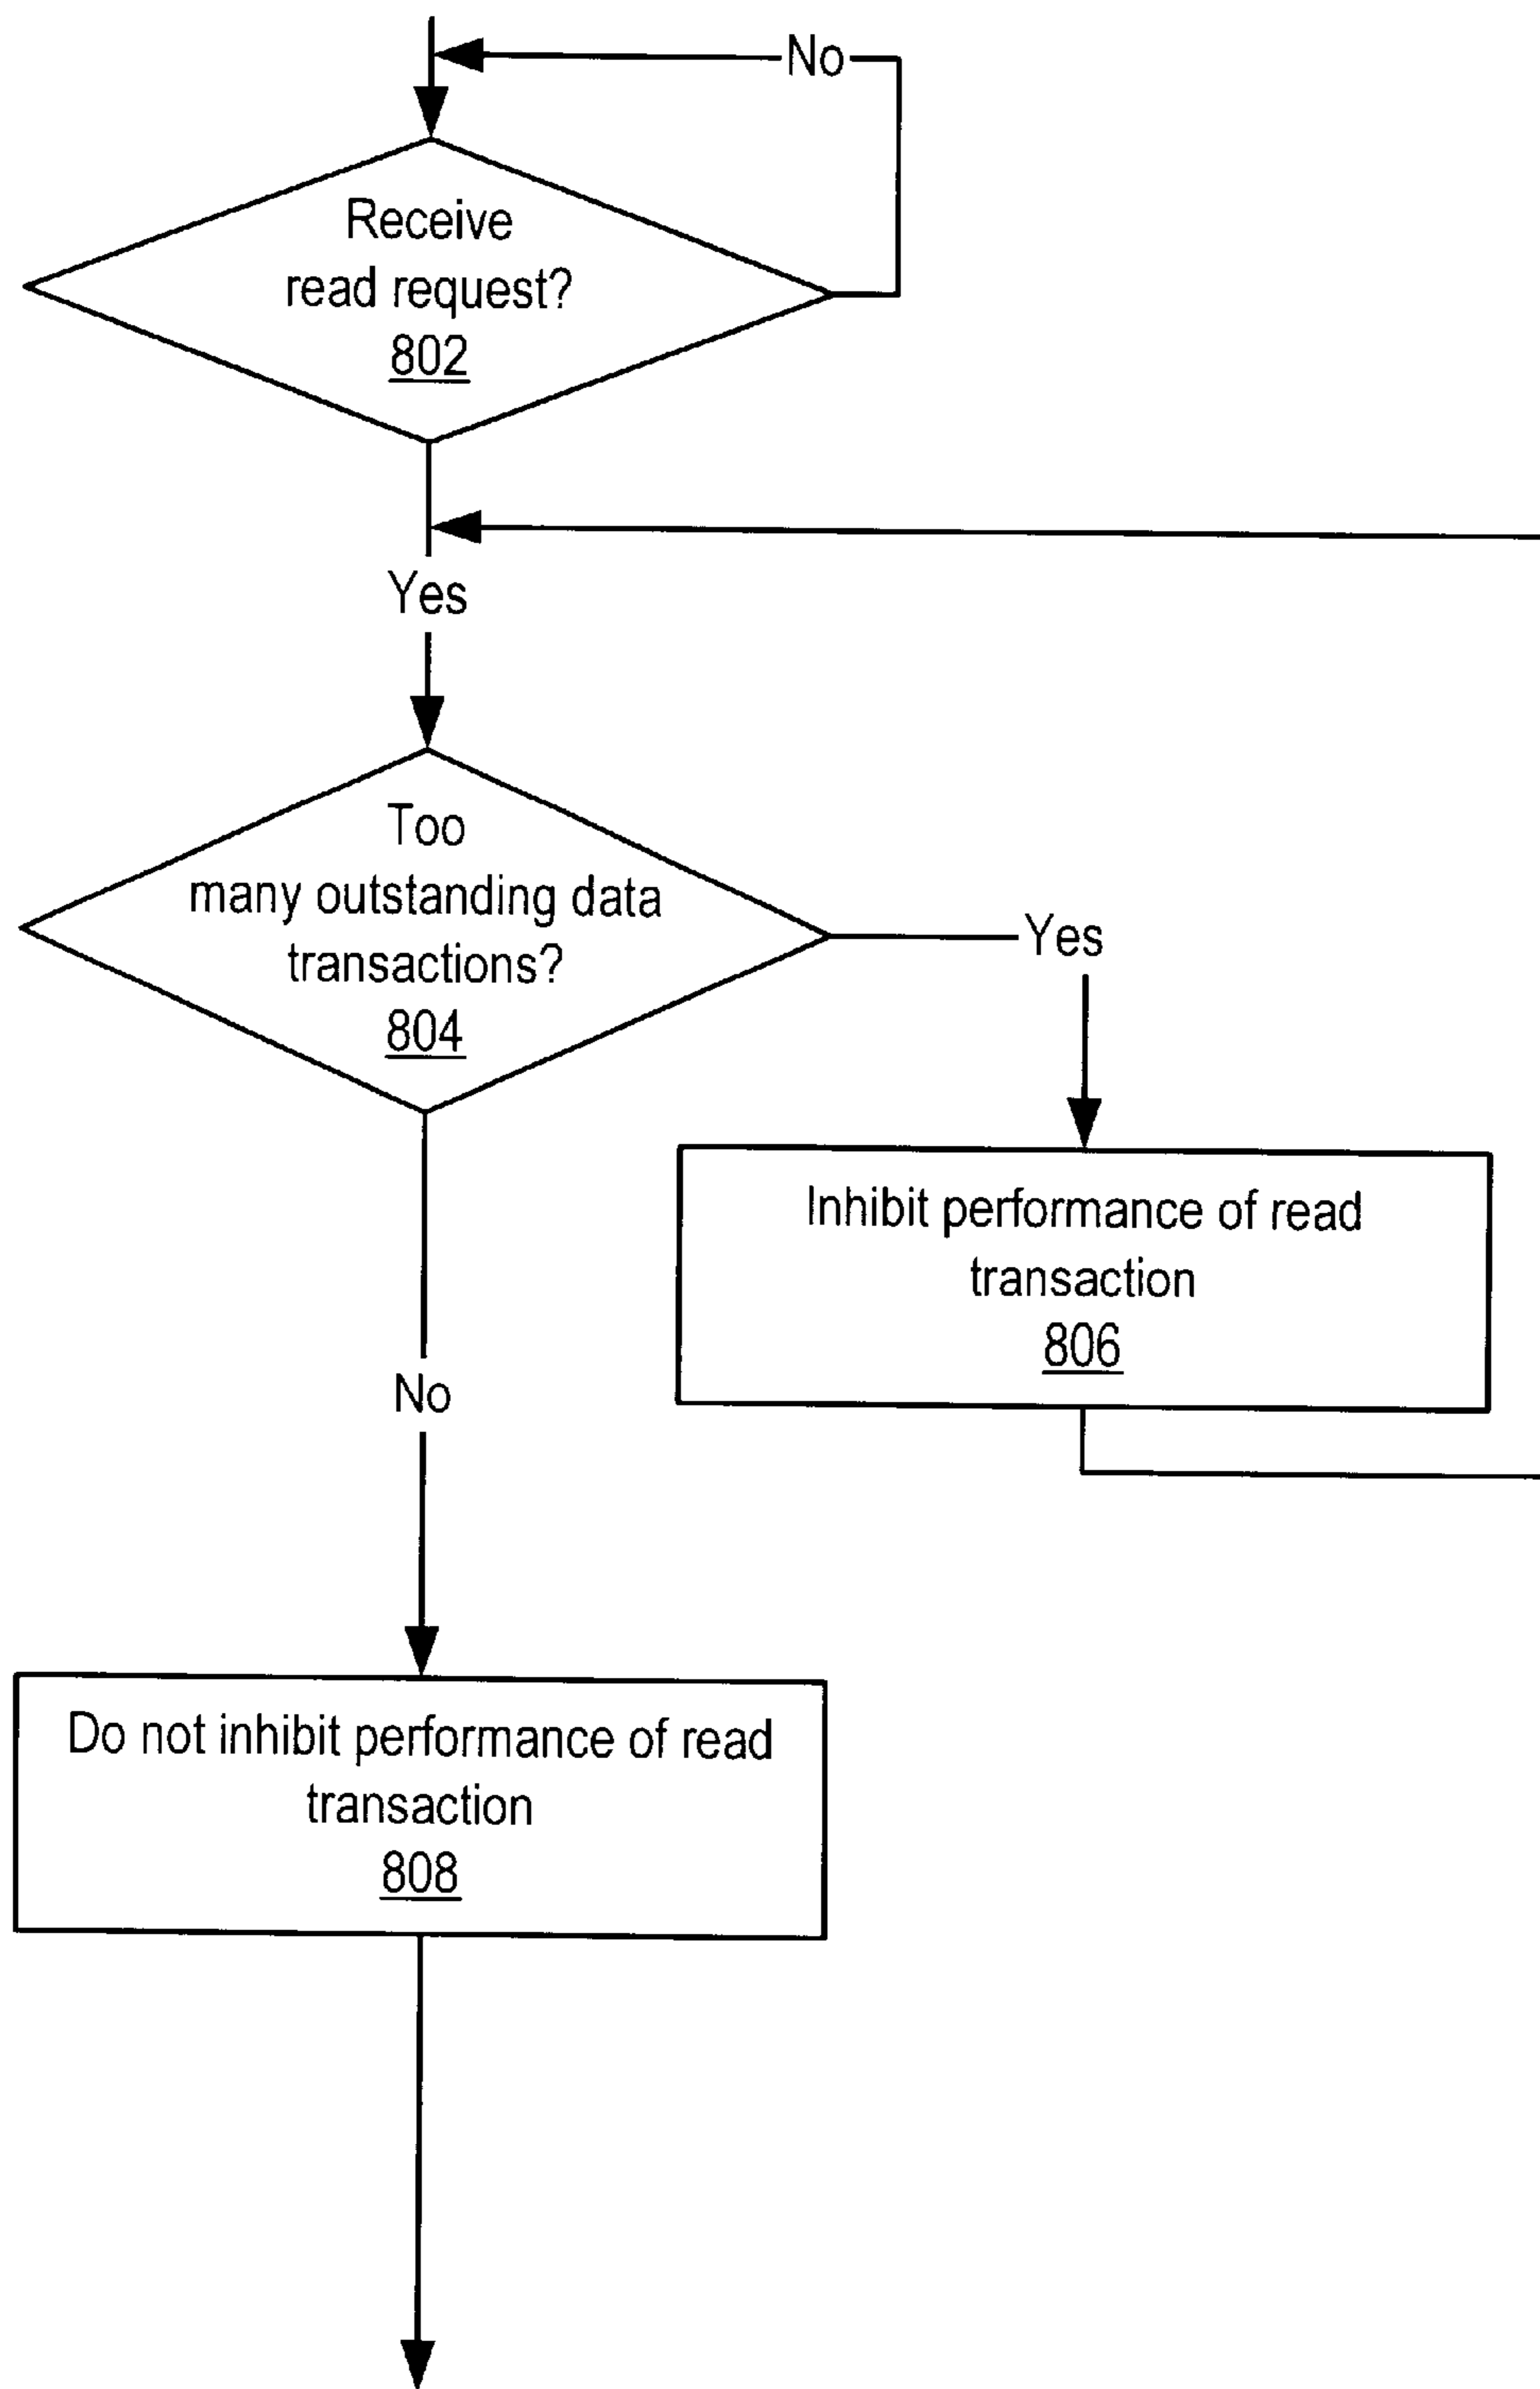 No
Receive
read request?
802
Yes
Too
many outstanding data
transactions?
804
Yes
Inhibit performance of read
transaction
806
No
Do not inhibit performance of read
transaction
808